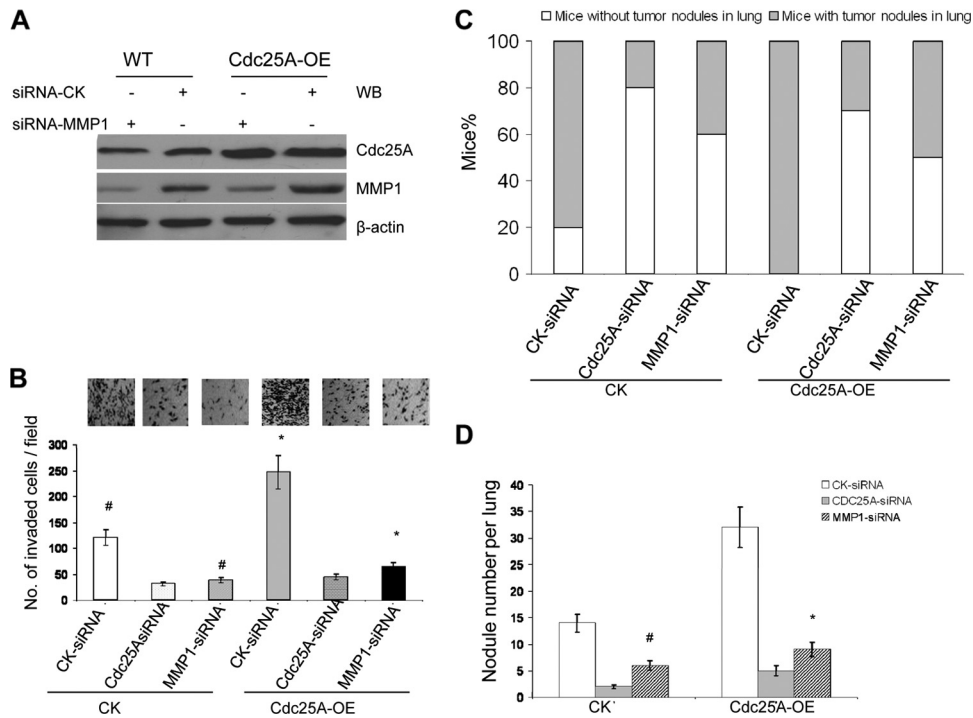 A
WT Cdc25A-OE
siRNA-CK - + - + WB
siRNA-MMP1 + - + -
Cdc25A
MMP1
β-actin
B
No. of invaded cells / field
300
250
200
150
100
50
0
#
#
*
*
CK-siRNA
Cdc25AsiRNA
MMP1-siRNA
CK-siRNA
Cdc25A-siRNA
MMP1-siRNA
CK Cdc25A-OE
C
Mice without tumor nodules in lung Mice with tumor nodules in lung
Mice%
100
80
60
40
20
0
CK-siRNA
Cdc25A-siRNA
MMP1-siRNA
CK-siRNA
Cdc25A-siRNA
MMP1-siRNA
CK Cdc25A-OE
D
Nodule number per lung
40
35
30
25
20
15
10
5
0
CK-siRNA
CDC25A-siRNA
MMP1-siRNA
#
*
CK Cdc25A-OE